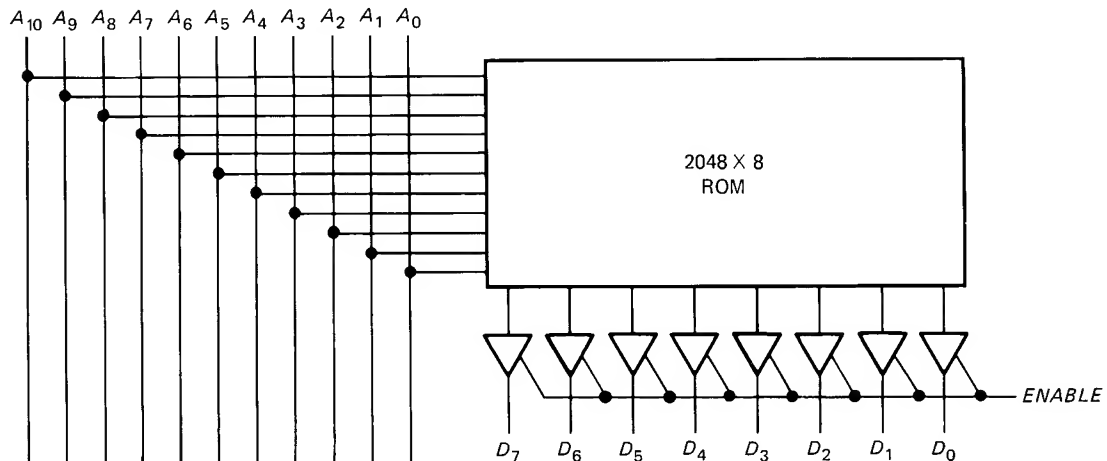 A10 A9 A8 A7 A6 A5 A4 A3 A2 A1 A0
2048 X 8
ROM
ENABLE
D7 D6 D5 D4 D3 D2 D1 D0